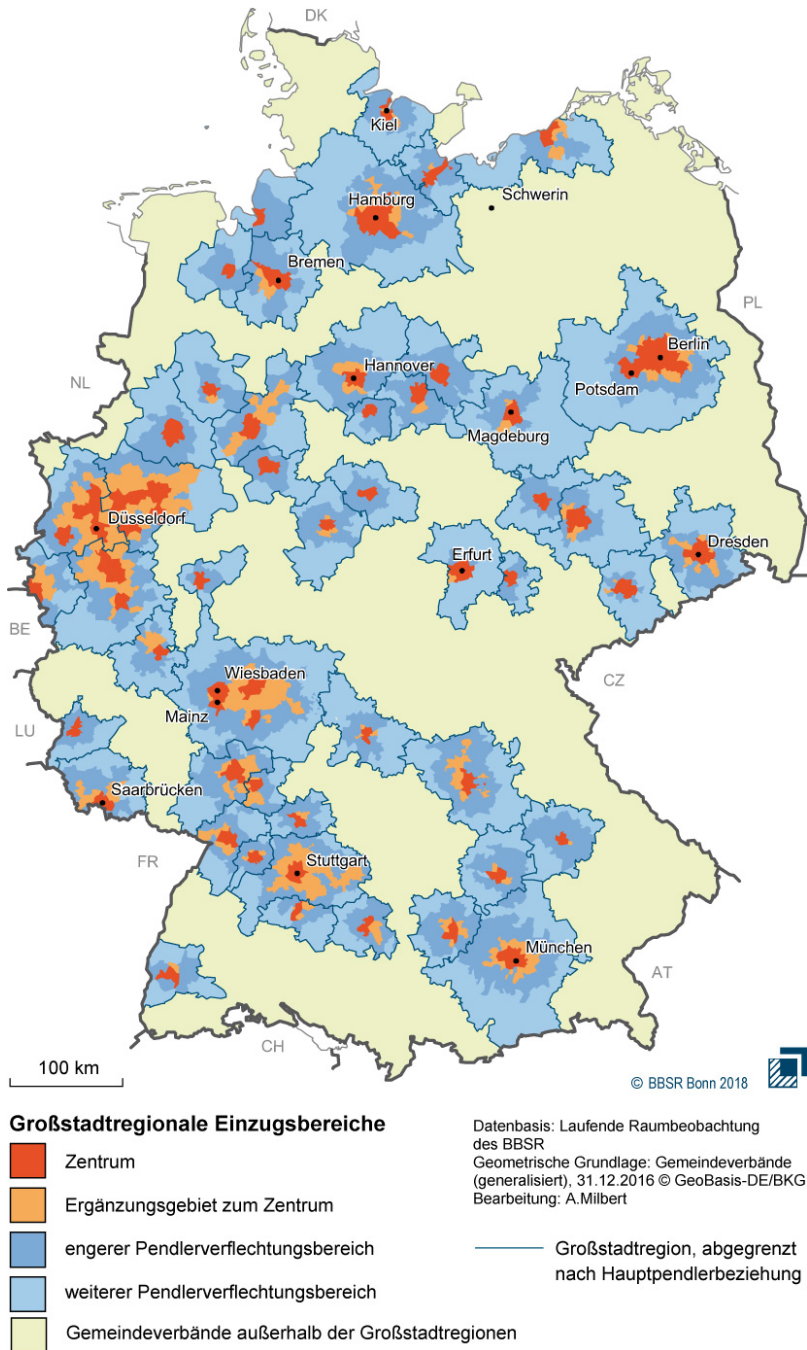 DK
Kiel
Schwerin
Hamburg
Bremen
PL
Berlin
Hannover
Potsdam
NL
Magdeburg
Düsseldorf
Dresden
Erfurt
BE
CZ
Wiesbaden
Mainz
LU
Saarbrücken
FR
Stuttgart
München
AT
CH
100 km
© BBSR Bonn 2018
Großstadtregionale Einzugsbereiche
Zentrum
Ergänzungsgebiet zum Zentrum
engerer Pendlerverflechtungsbereich
weiterer Pendlerverflechtungsbereich
Gemeindeverbände außerhalb der Großstadtregionen
Datenbasis: Laufende Raumbeobachtung
des BBSR
Geometrische Grundlage: Gemeindeverbände
(generalisiert), 31.12.2016 © GeoBasis-DE/BKG
Bearbeitung: A.Milbert
Großstadtregion, abgegrenzt
nach Hauptpendlerbeziehung